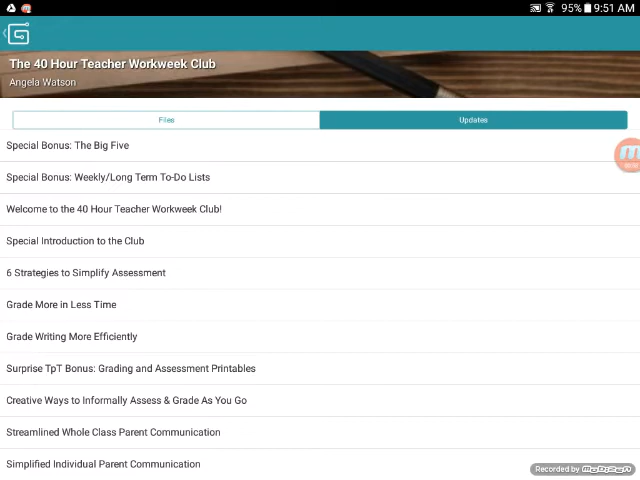 95% 9:51 AM
The 40 Hour Teacher Workweek Club
Angela Watson
Files
Updates
Special Bonus: The Big Five
Special Bonus: Weekly/Long Term To-Do Lists
Welcome to the 40 Hour Teacher Workweek Club!
Special Introduction to the Club
6 Strategies to Simplify Assessment
Grade More in Less Time
Grade Writing More Efficiently
Surprise TpT Bonus: Grading and Assessment Printables
Creative Ways to Informally Assess & Grade As You Go
Streamlined Whole Class Parent Communication
Simplified Individual Parent Communication
Recorded by mobizen